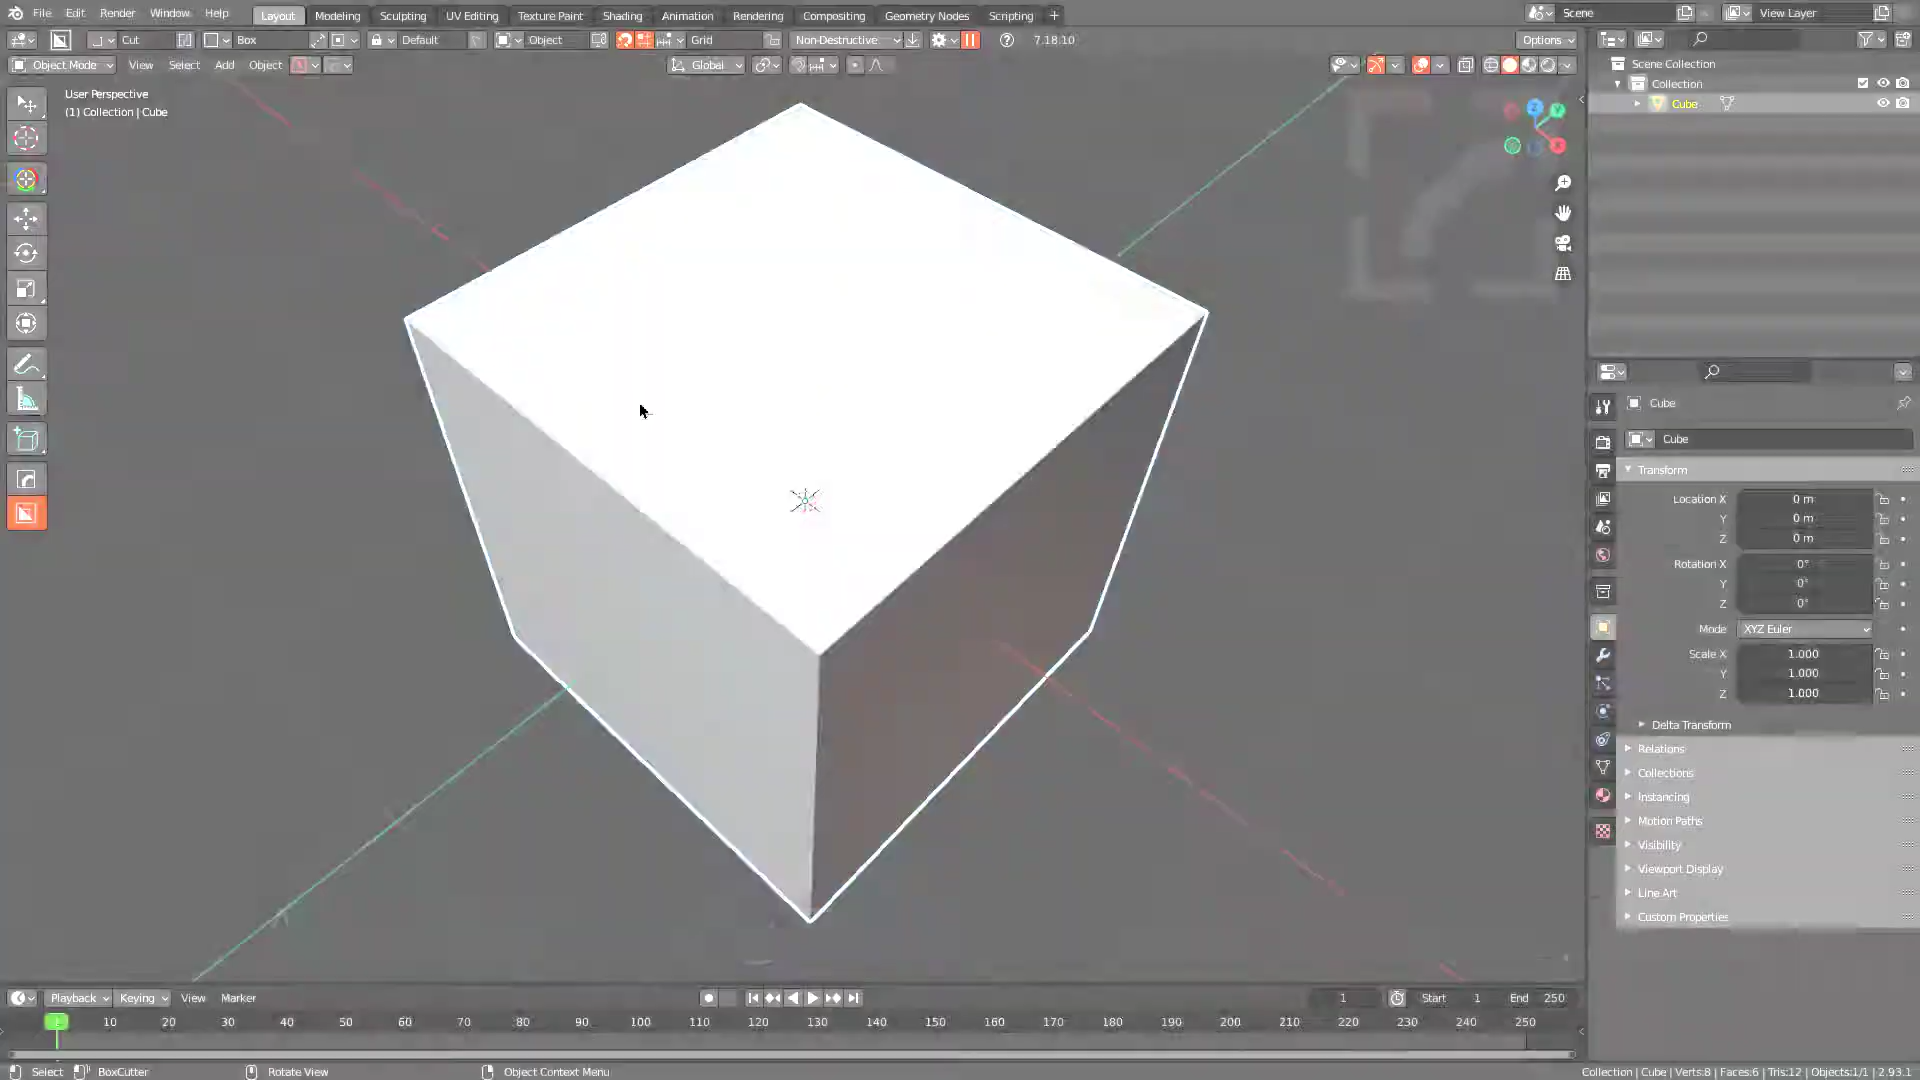 File Edit Render Window Help Layout Modeling Sculpting UV Editing Texture Paint Shading Animation Rendering Compositing Geometry Nodes Scripting + Scene View Layer
Cut Box Default Object Grid Non-Destructive 7.18.10 Options
Object Mode View Select Add Object Global
User Perspective
(1) Collection | Cube
Z
Y
X
Scene Collection
Collection
Cube
Cube
Cube
Transform
Location X 0 m
Y 0 m
Z 0 m
Rotation X 0°
Y 0°
Z 0°
Mode XYZ Euler
Scale X 1.000
Y 1.000
Z 1.000
Delta Transform
Relations
Collections
Instancing
Motion Paths
Visibility
Viewport Display
Line Art
Custom Properties
Playback Keying View Marker 1 Start 1 End 250
10 20 30 40 50 60 70 80 90 100 110 120 130 140 150 160 170 180 190 200 210 220 230 240 250
Select BoxCutter Rotate View Object Context Menu Collection | Cube | Verts:8 | Faces:6 | Tris:12 | Objects:1/1 | 2.93.1